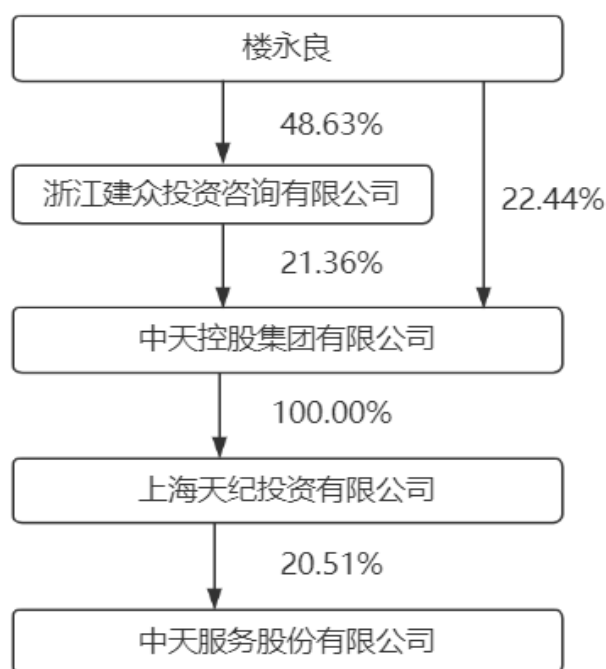 楼永良
48.63%
浙江建众投资咨询有限公司
22.44%
21.36%
中天控股集团有限公司
100.00%
上海天纪投资有限公司
20.51%
中天服务股份有限公司